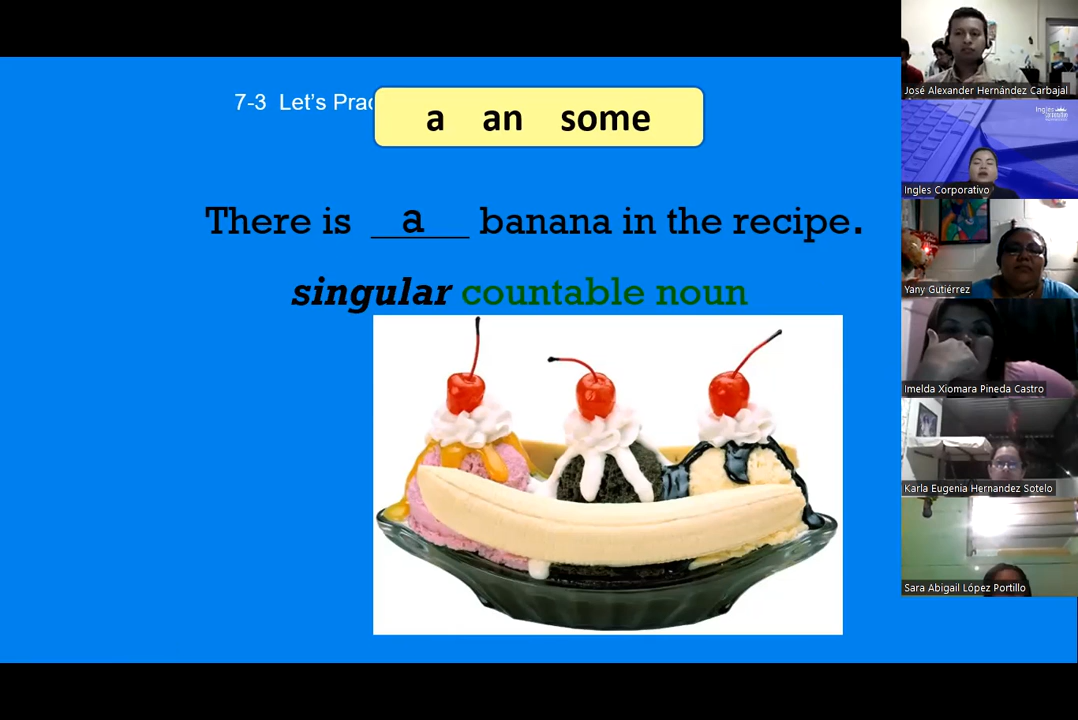 7-3 Let's Prac
a an some
There is a banana in the recipe.
singular countable noun
José Alexander Hernández Carbajal
Ingles Corporativo
Yany Gutiérrez
Imelda Xiomara Pineda Castro
Karla Eugenia Hernandez Sotelo
Sara Abigail López Portillo